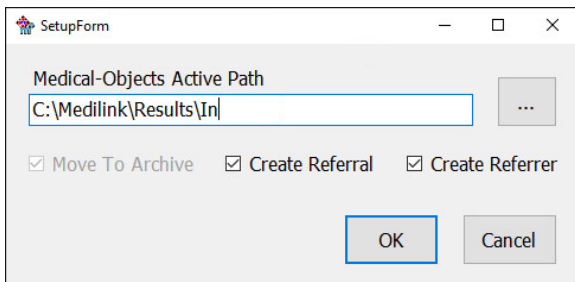 SetupForm
Medical-Objects Active Path
C:\Medilink\Results\In
...
Move To Archive Create Referral Create Referrer
OK Cancel